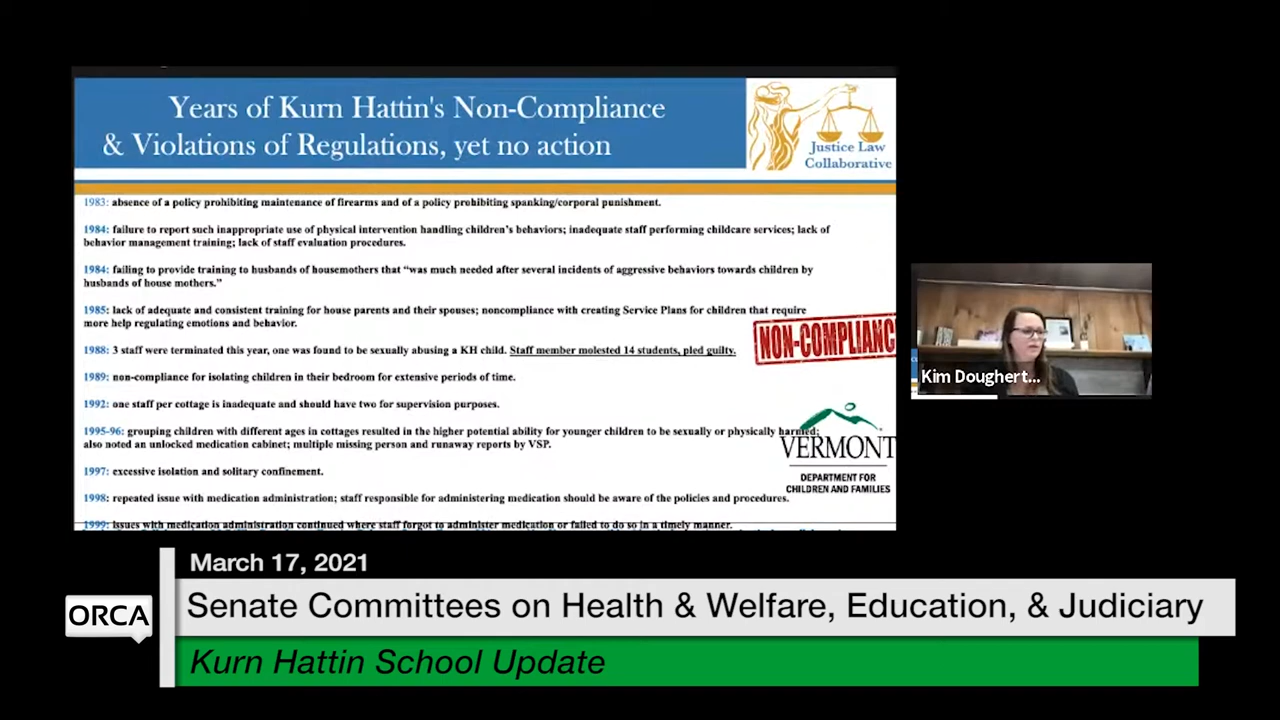 Years of Kurn Hattin's Non-Compliance
& Violations of Regulations, yet no action
Justice Law
Collaborative
1983: absence of a policy prohibiting maintenance of firearms and of a policy prohibiting spanking/corporal punishment.
1984: failure to report such inappropriate use of physical intervention handling children's behaviors; inadequate staff performing childcare services; lack of
behavior management training; lack of staff evaluation procedures.
1984: failing to provide training to husbands of housemothers that "was much needed after several incidents of aggressive behaviors towards children by
husbands of house mothers."
1985: lack of adequate and consistent training for house parents and their spouses; noncompliance with creating Service Plans for children that require
more help regulating emotions and behavior.
NON-COMPLIANC
1988: 3 staff were terminated this year, one was found to be sexually abusing a KH child. Staff member molested 14 students, pled guilty.
1989: non-compliance for isolating children in their bedroom for extensive periods of time.
1992: one staff per cottage is inadequate and should have two for supervision purposes.
1995-96: grouping children with different ages in cottages resulted in the higher potential ability for younger children to be sexually or physically harmed;
also noted an unlocked medication cabinet; multiple missing person and runaway reports by VSP.
VERMONT
DEPARTMENT FOR
CHILDREN AND FAMILIES
1997: excessive isolation and solitary confinement.
1998: repeated issue with medication administration; staff responsible for administering medication should be aware of the policies and procedures.
1999: issues with medication administration continued where staff forgot to administer medication or failed to do so in a timely manner.
Kim Doughert...
March 17, 2021
ORCA
Senate Committees on Health & Welfare, Education, & Judiciary
Kurn Hattin School Update